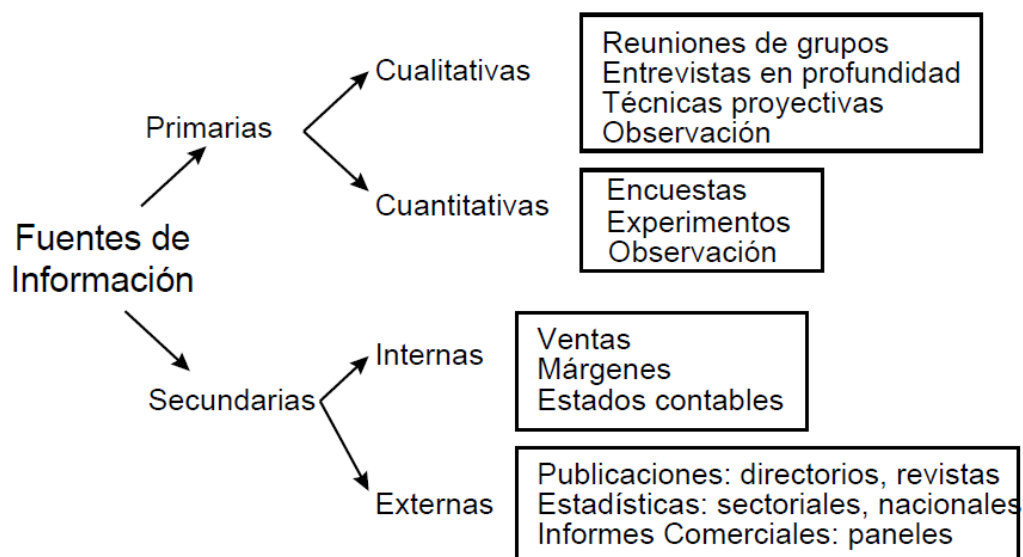 Fuentes de
Información
Primarias
Cualitativas
Reuniones de grupos
Entrevistas en profundidad
Técnicas proyectivas
Observación
Cuantitativas
Encuestas
Experimentos
Observación
Secundarias
Internas
Ventas
Márgenes
Estados contables
Externas
Publicaciones: directorios, revistas
Estadísticas: sectoriales, nacionales
Informes Comerciales: paneles